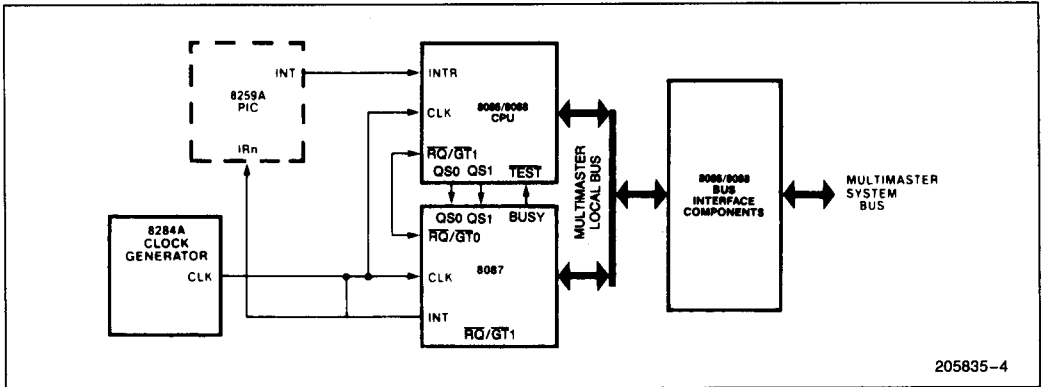 INT
8259A
PIC
IRn
INTR
CLK
8086/8088
CPU
RQ/GT1
QS0 QS1 TEST
QS0 QS1 BUSY
RQ/GT0
8087
CLK
INT
RQ/GT1
8284A
CLOCK
GENERATOR
CLK
MULTIMASTER
LOCAL BUS
8086/8088
BUS
INTERFACE
COMPONENTS
MULTIMASTER
SYSTEM
BUS
205835-4